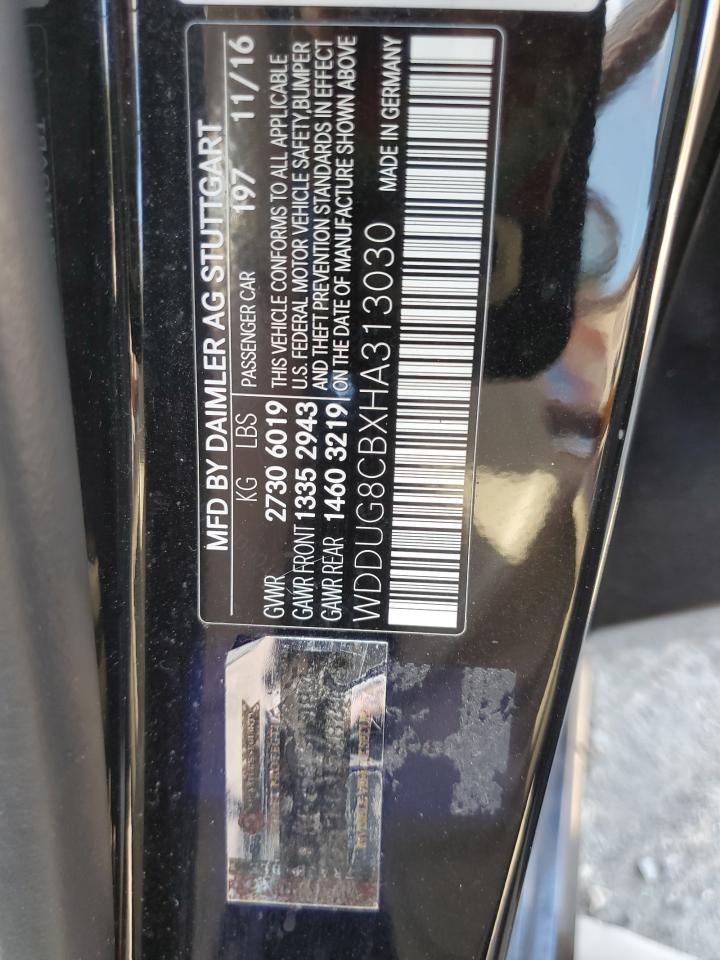 MFD BY DAIMLER AG STUTTGART
KG LBS PASSENGER CAR 197 11/16
GVWR 2730 6019 THIS VEHICLE CONFORMS TO ALL APPLICABLE
GAWR FRONT 1335 2943 U.S. FEDERAL MOTOR VEHICLE SAFETY,BUMPER
GAWR REAR 1460 3219 AND THEFT PREVENTION STANDARDS IN EFFECT
ON THE DATE OF MANUFACTURE SHOWN ABOVE
WDDUG8CBXHA313030 MADE IN GERMANY